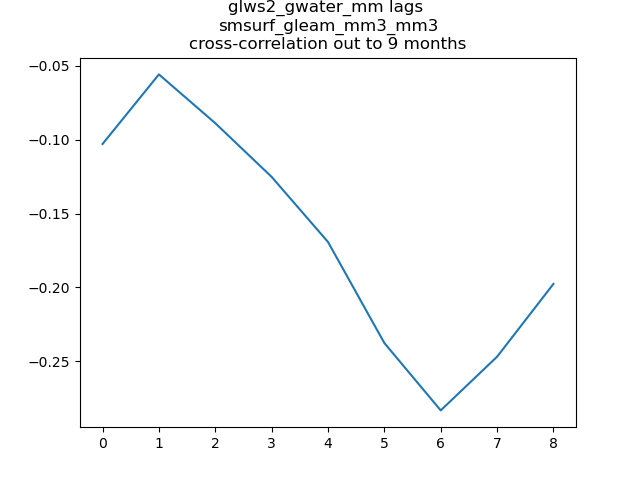 glws2_gwater_mm lags
smsurf_gleam_mm3_mm3
cross-correlation out to 9 months
−0.05
−0.10
−0.15
−0.20
−0.25
0 1 2 3 4 5 6 7 8